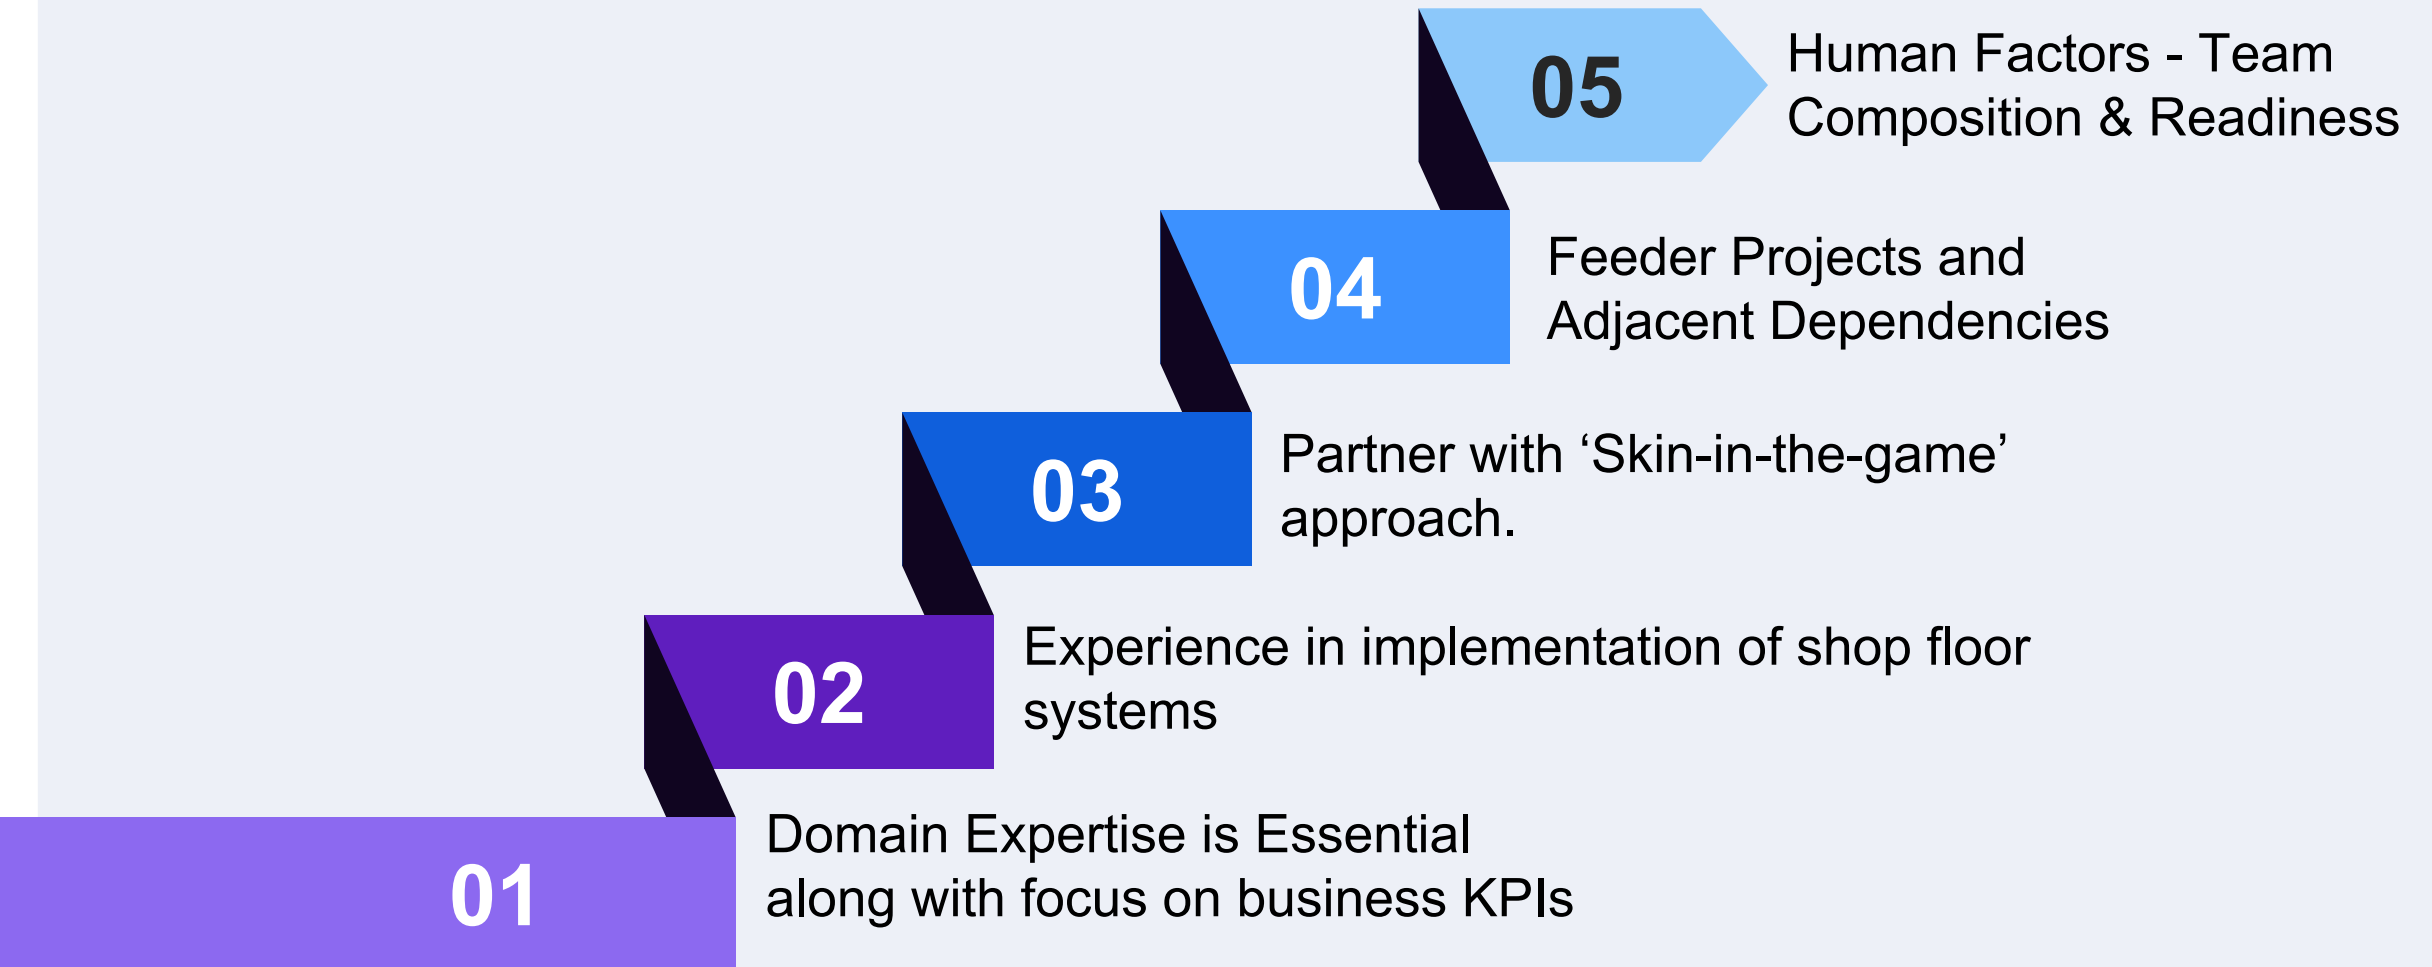 05
Human Factors - Team
Composition & Readiness
04
Feeder Projects and
Adjacent Dependencies
03
Partner with ‘Skin-in-the-game’
approach.
02
Experience in implementation of shop floor
systems
01
Domain Expertise is Essential
along with focus on business KPIs